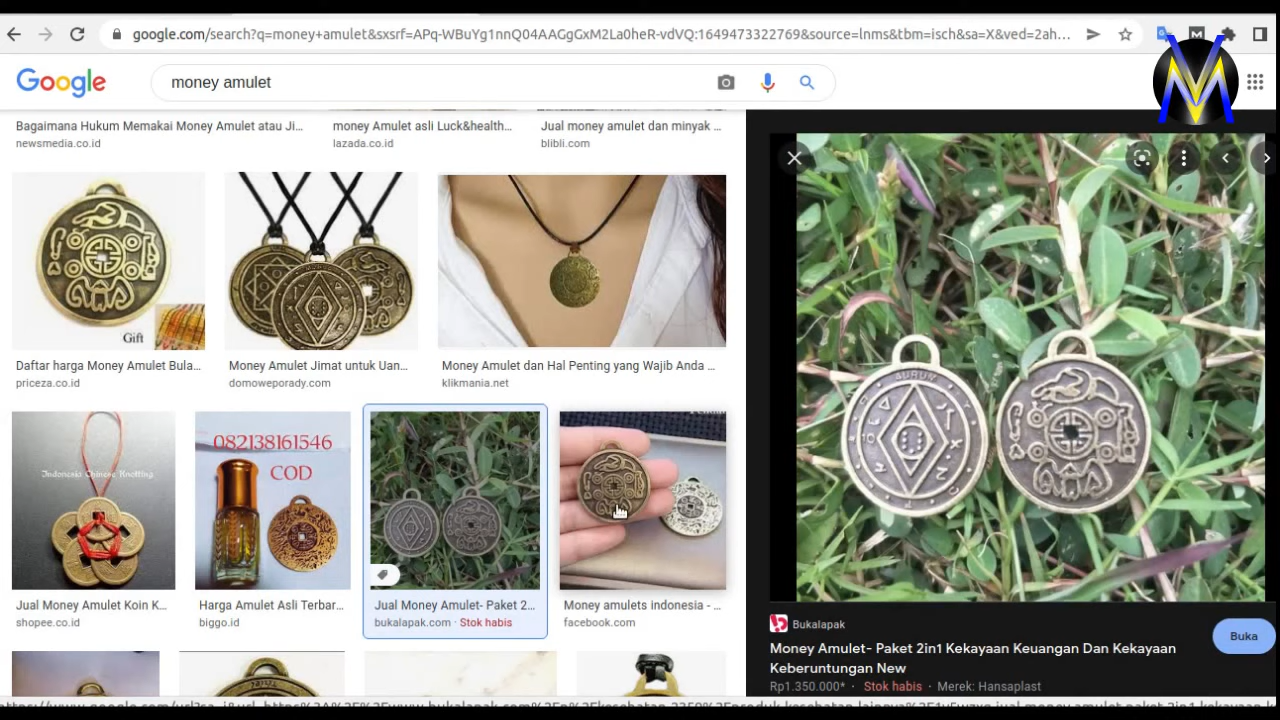 google.com/search?q=money+amulet&sxsrf=APq-WBuYg1nnQ04AAGgGxM2La0heR-vdVQ:1649473322769&source=lnms&tbm=isch&sa=X&ved=2ah...
Google
money amulet
Bagaimana Hukum Memakai Money Amulet atau Ji...
newsmedia.co.id
money Amulet asli Luck&health...
lazada.co.id
Jual money amulet dan minyak ...
blibli.com
Gift
Daftar harga Money Amulet Bula...
priceza.co.id
Money Amulet Jimat untuk Uan...
domoweporady.com
Money Amulet dan Hal Penting yang Wajib Anda ...
klikmania.net
Indonesia Chinese Knotting
082138161546
COD
Jual Money Amulet Koin K...
shopee.co.id
Harga Amulet Asli Terbar...
biggo.id
Jual Money Amulet- Paket 2...
bukalapak.com · Stok habis
Money amulets indonesia - ...
facebook.com
AURUM
Bukalapak
Buka
Money Amulet- Paket 2in1 Kekayaan Keuangan Dan Kekayaan
Keberuntungan New
Rp1.350.000* · Stok habis · Merek: Hansaplast